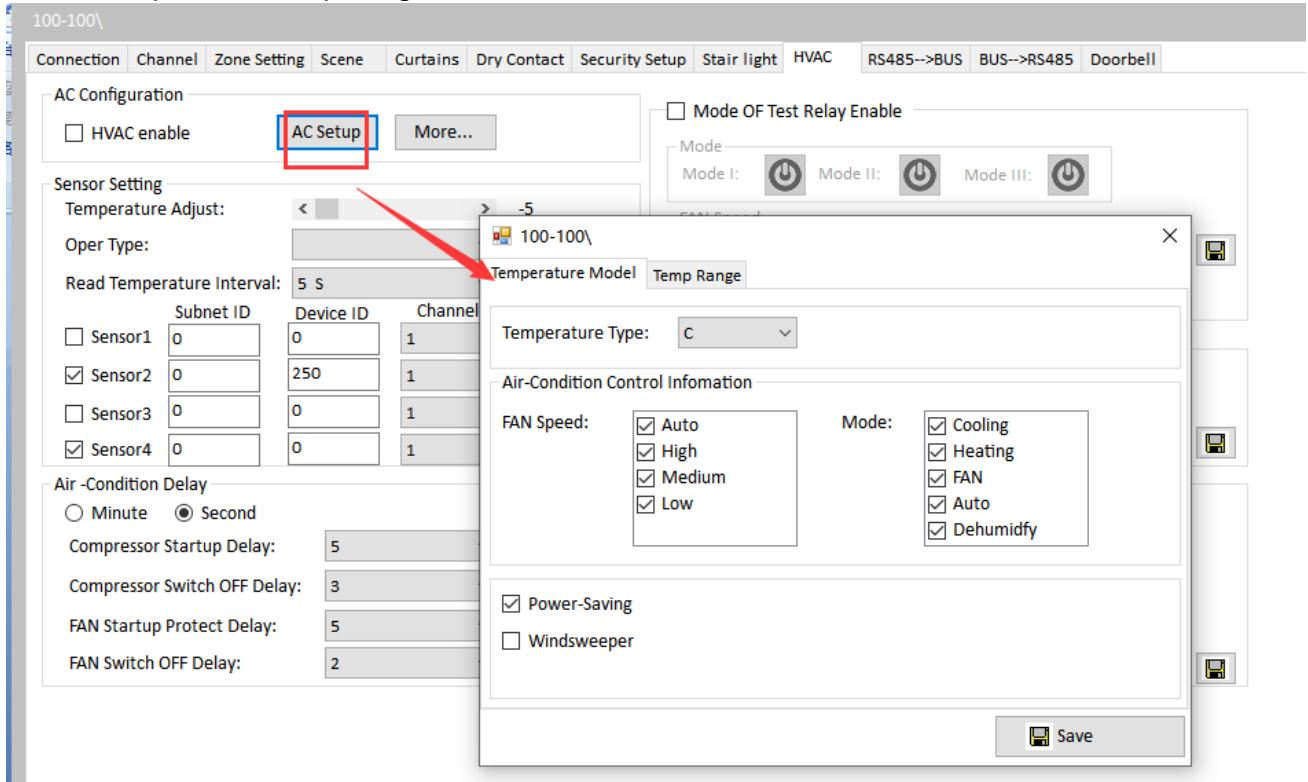 100-100\
Connection Channel Zone Setting Scene Curtains Dry Contact Security Setup Stair light HVAC RS485-->BUS BUS-->RS485 Doorbell
AC Configuration
HVAC enable AC Setup More...
Mode OF Test Relay Enable
Mode
Mode I: Mode II: Mode III:
Sensor Setting
Temperature Adjust: < > -5
Oper Type:
Read Temperature Interval: 5 S
Subnet ID Device ID Channel
Sensor1 0 0 1
Sensor2 0 250 1
Sensor3 0 0 1
Sensor4 0 0 1
Air -Condition Delay
Minute Second
Compressor Startup Delay: 5
Compressor Switch OFF Delay: 3
FAN Startup Protect Delay: 5
FAN Switch OFF Delay: 2
100-100\
Temperature Model Temp Range
Temperature Type: C
Air-Condition Control Infomation
FAN Speed: Auto
High
Medium
Low
Mode: Cooling
Heating
FAN
Auto
Dehumidfy
Power-Saving
Windsweeper
Save